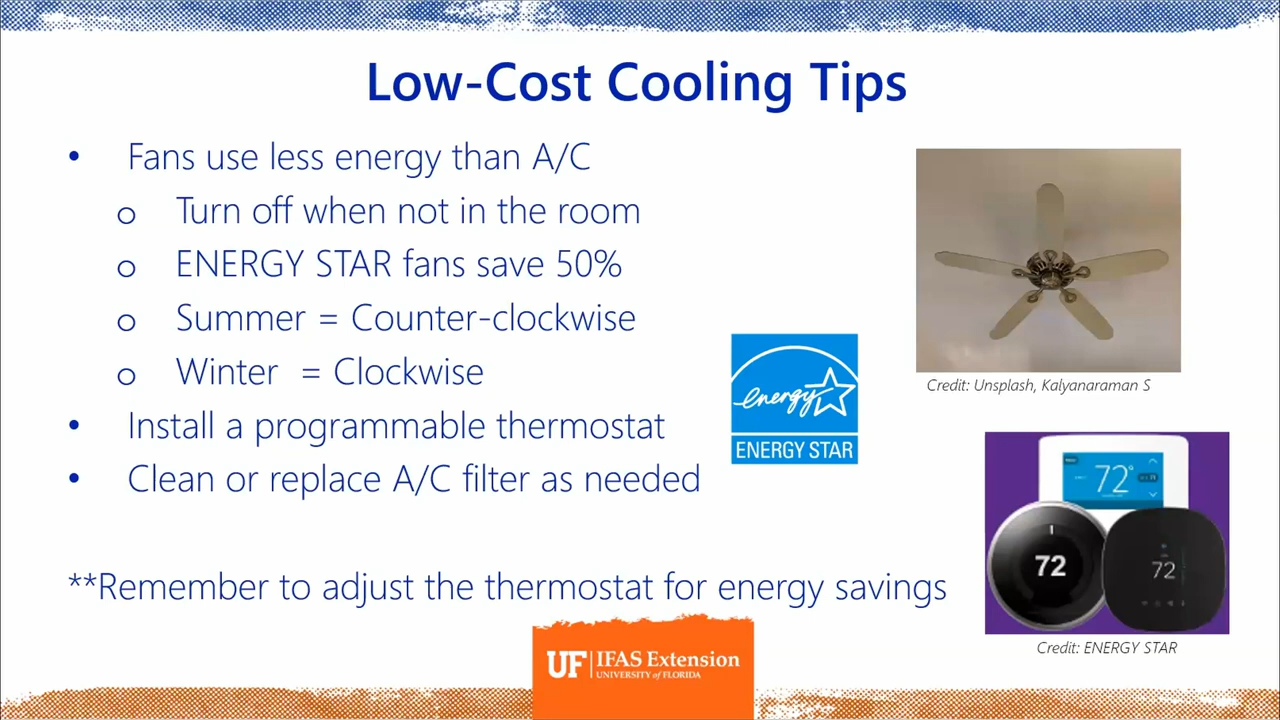 Low-Cost Cooling Tips
• Fans use less energy than A/C
o Turn off when not in the room
o ENERGY STAR fans save 50%
o Summer = Counter-clockwise
o Winter = Clockwise
• Install a programmable thermostat
• Clean or replace A/C filter as needed
**Remember to adjust the thermostat for energy savings
energy
ENERGY STAR
Credit: Unsplash, Kalyanaraman S
72°
72
72
Credit: ENERGY STAR
UF IFAS Extension
UNIVERSITY of FLORIDA